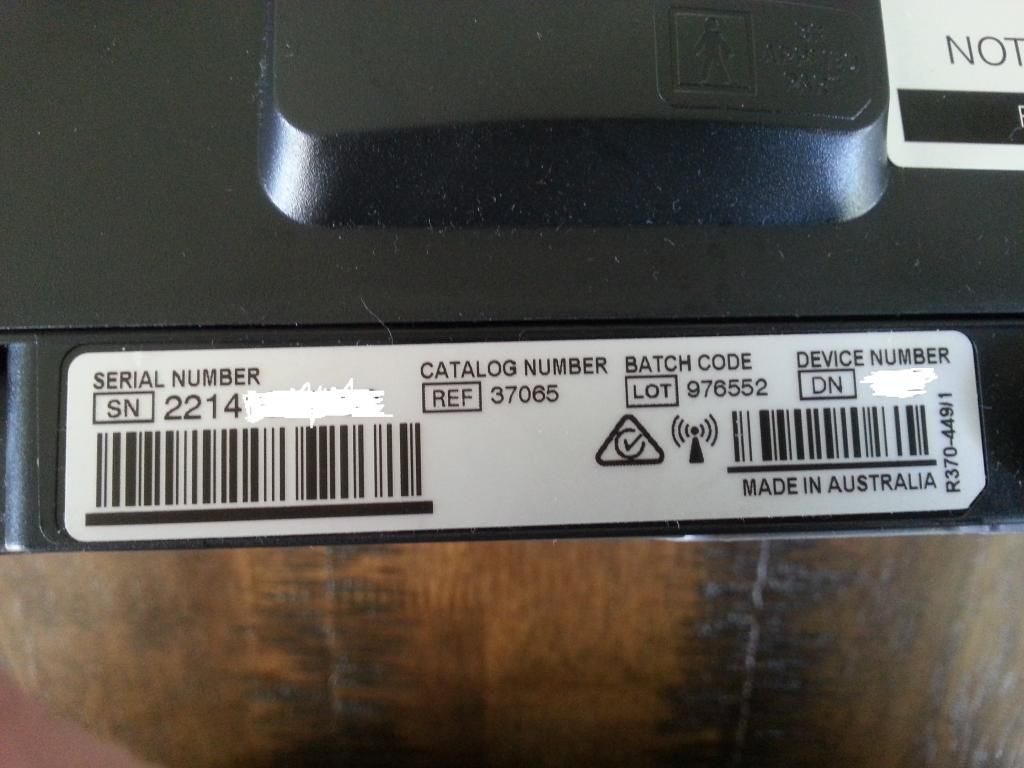 NOT
SERIAL NUMBER
SN 2214
CATALOG NUMBER
REF 37065
BATCH CODE
LOT 976552
DEVICE NUMBER
DN
MADE IN AUSTRALIA
R370-449/1